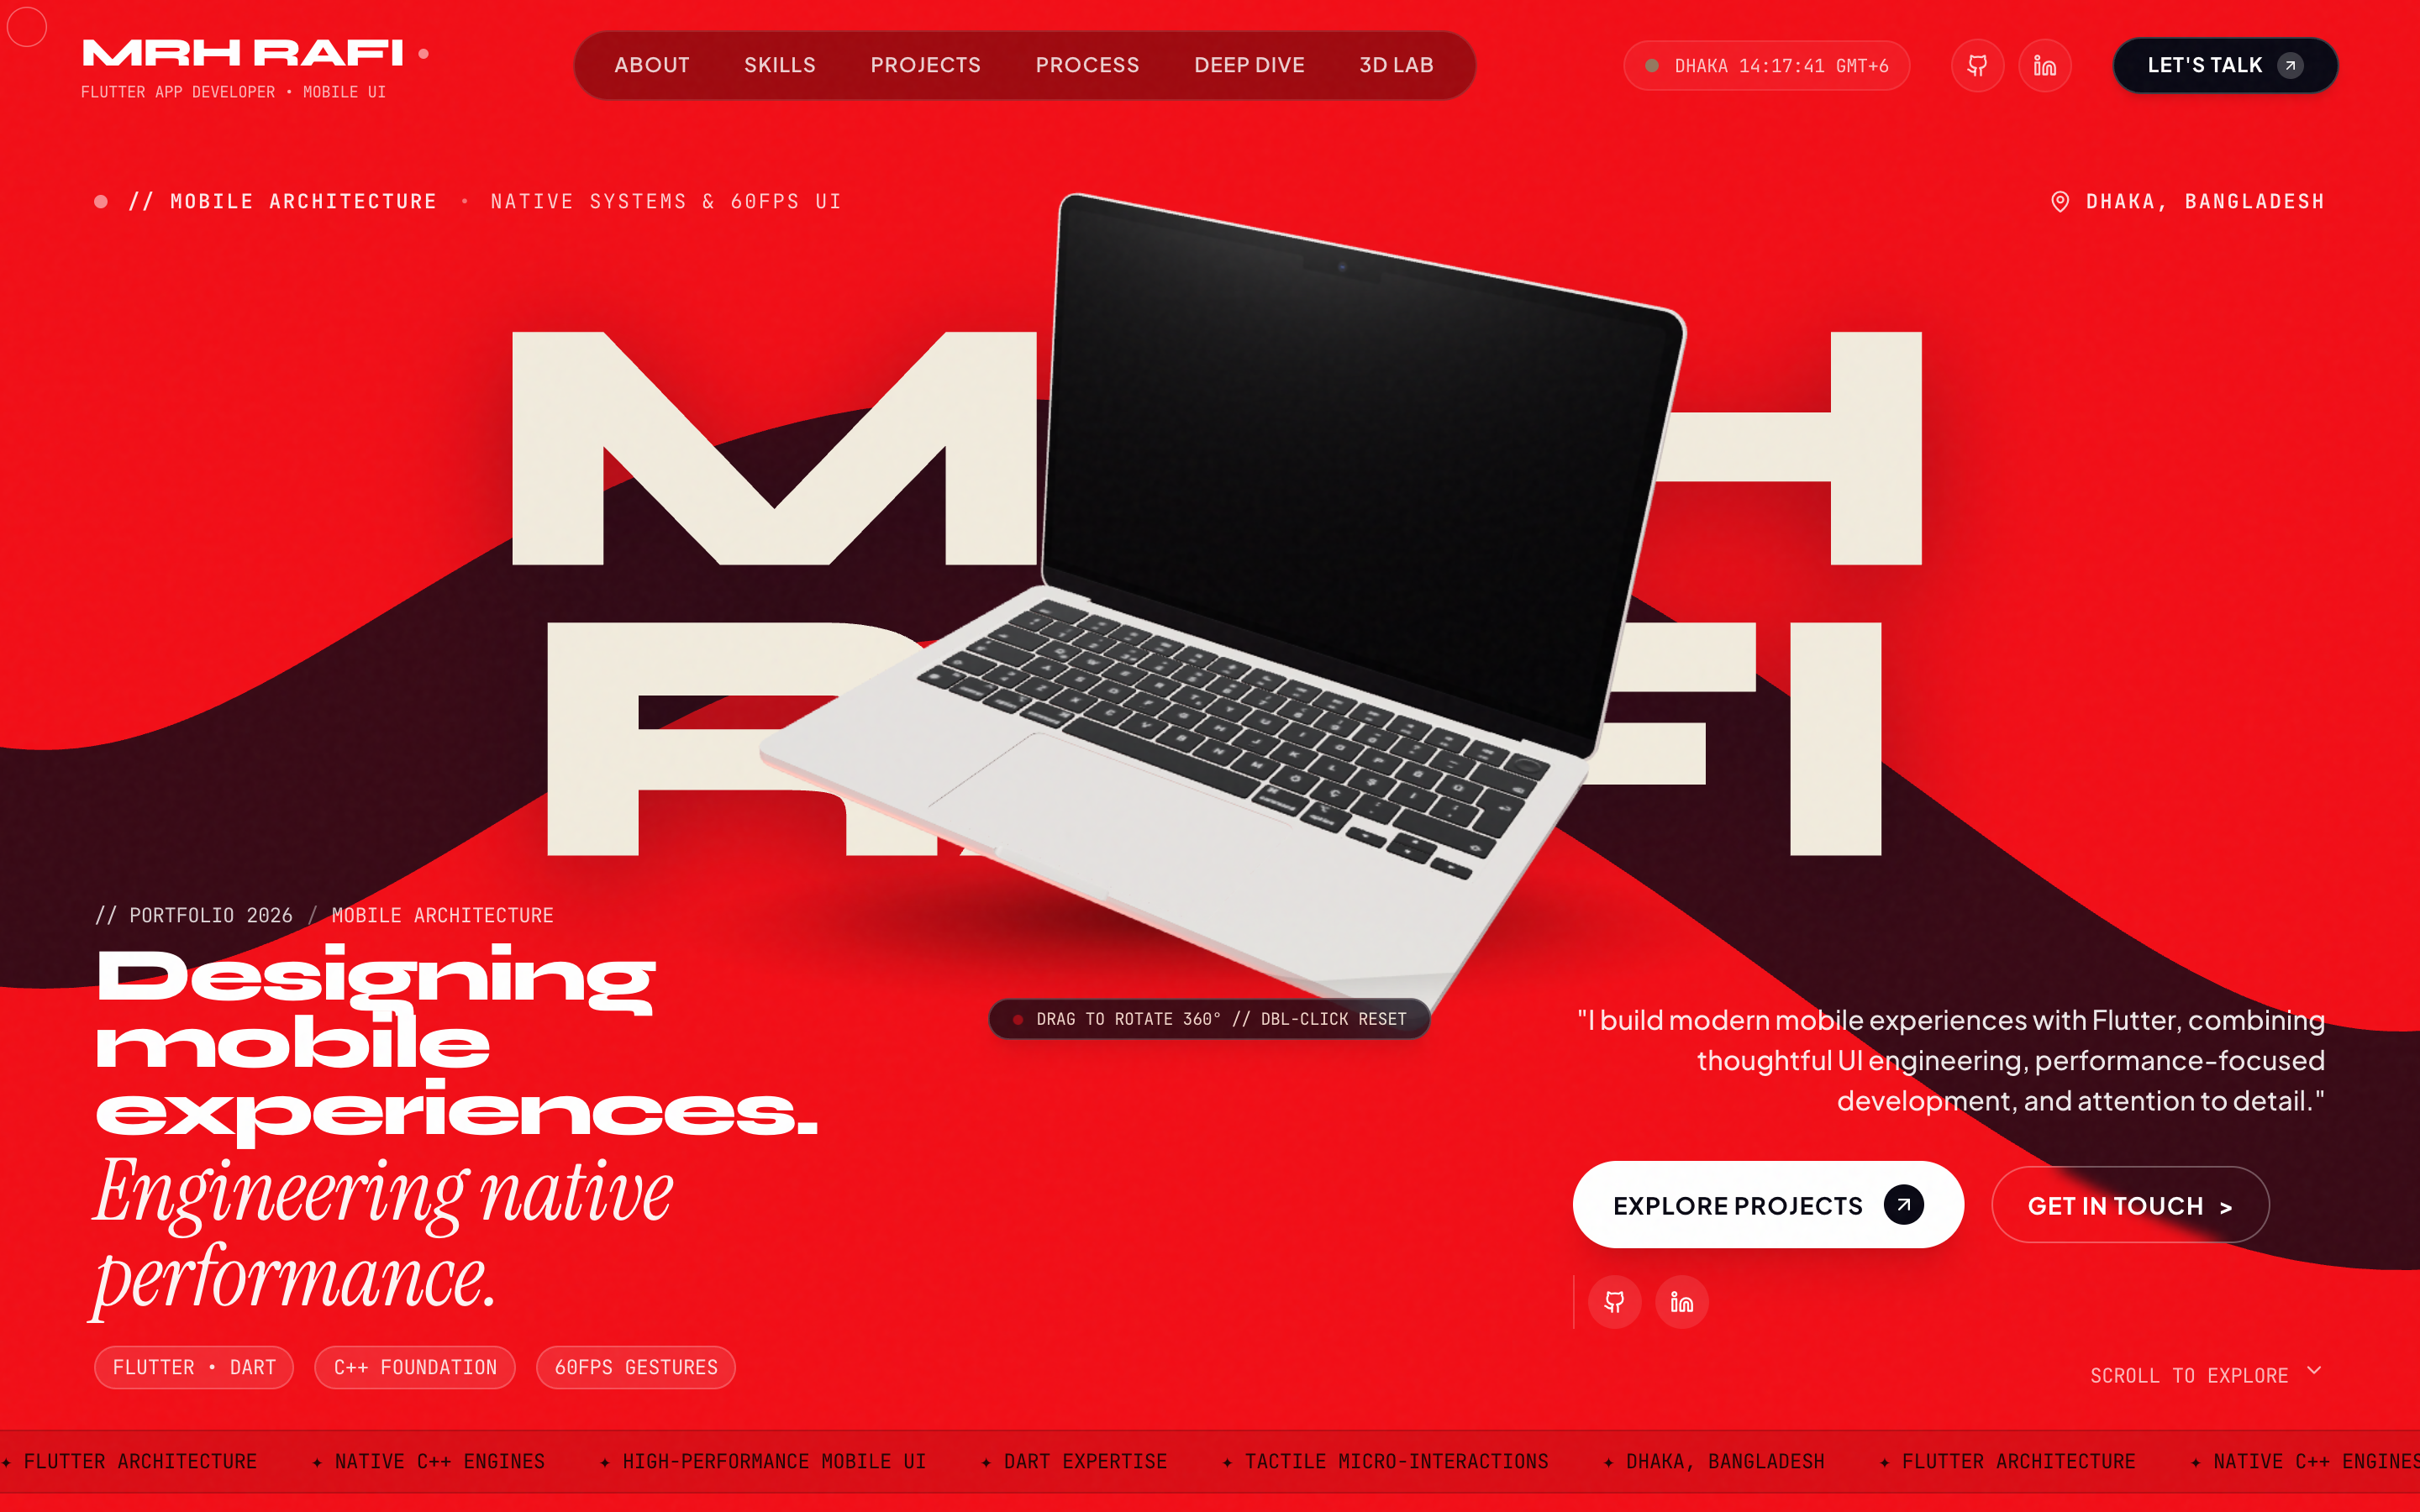 MRH RAFI
FLUTTER APP DEVELOPER • MOBILE UI
ABOUT SKILLS PROJECTS PROCESS DEEP DIVE 3D LAB
DHAKA 14:17:41 GMT+6
LET'S TALK
// MOBILE ARCHITECTURE • NATIVE SYSTEMS & 60FPS UI
DHAKA, BANGLADESH
M H
R FI
// PORTFOLIO 2026 / MOBILE ARCHITECTURE
Designing
mobile
experiences.
Engineering native
performance.
FLUTTER • DART
C++ FOUNDATION
60FPS GESTURES
DRAG TO ROTATE 360° // DBL-CLICK RESET
"I build modern mobile experiences with Flutter, combining
thoughtful UI engineering, performance-focused
development, and attention to detail."
EXPLORE PROJECTS
GET IN TOUCH >
SCROLL TO EXPLORE
✦ FLUTTER ARCHITECTURE ✦ NATIVE C++ ENGINES ✦ HIGH-PERFORMANCE MOBILE UI ✦ DART EXPERTISE ✦ TACTILE MICRO-INTERACTIONS ✦ DHAKA, BANGLADESH ✦ FLUTTER ARCHITECTURE ✦ NATIVE C++ ENGINES